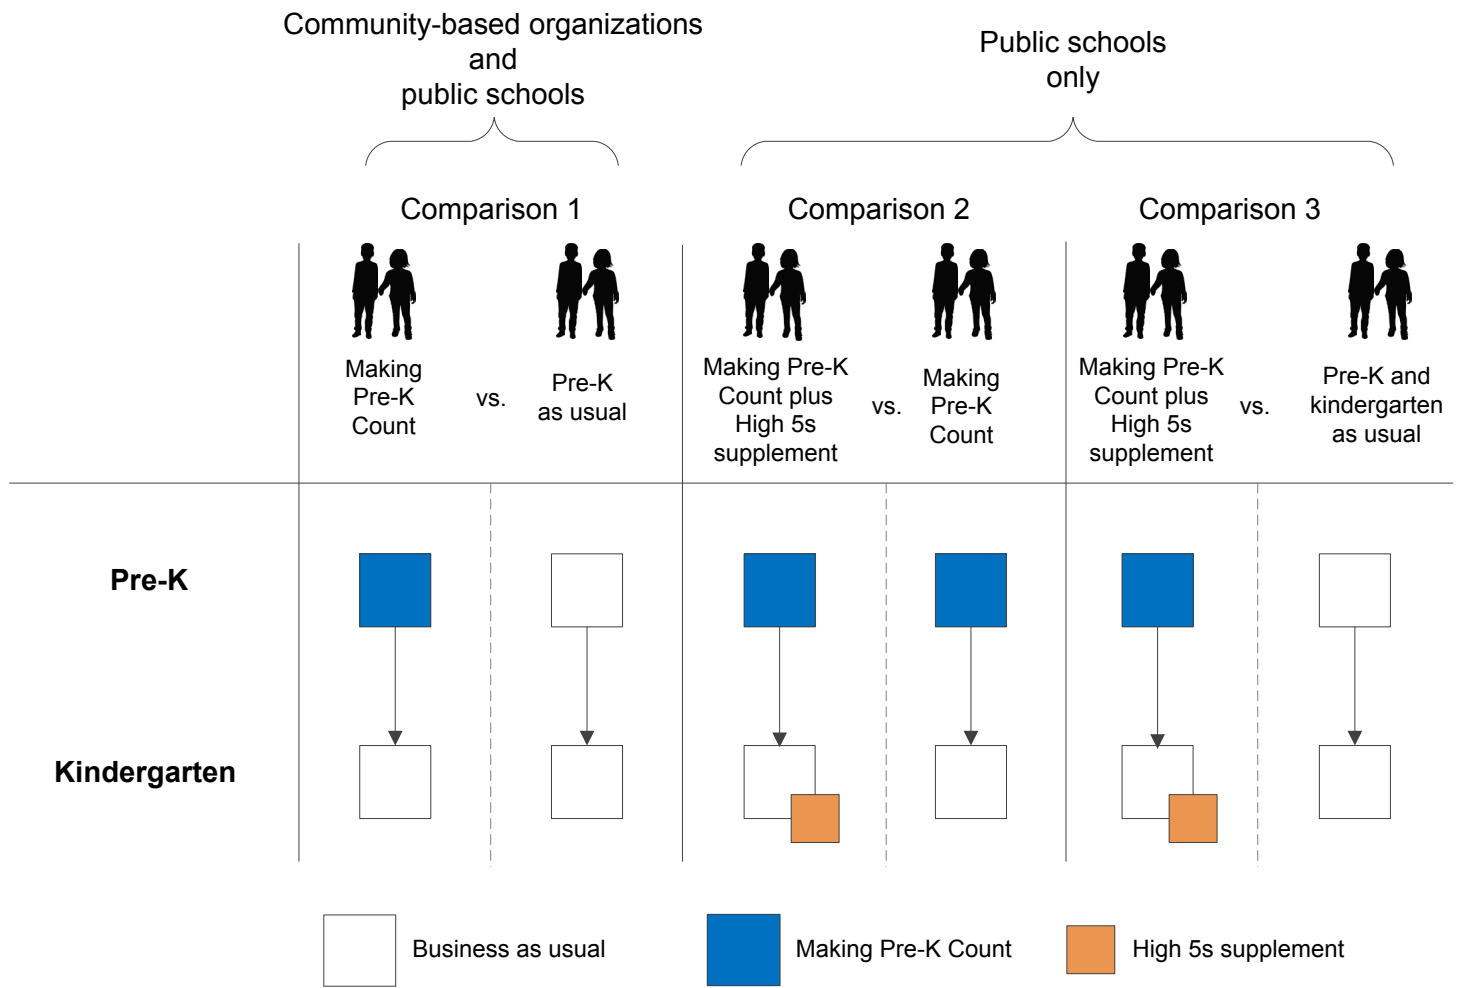 Community-based organizations
and
public schools
Public schools
only
Comparison 1
Comparison 2
Comparison 3
Making
Pre-K
Count
vs.
Pre-K
as usual
Making Pre-K
Count plus
High 5s
supplement
vs.
Making
Pre-K
Count
Making Pre-K
Count plus
High 5s
supplement
vs.
Pre-K and
kindergarten
as usual
Pre-K
Kindergarten
Business as usual
Making Pre-K Count
High 5s supplement